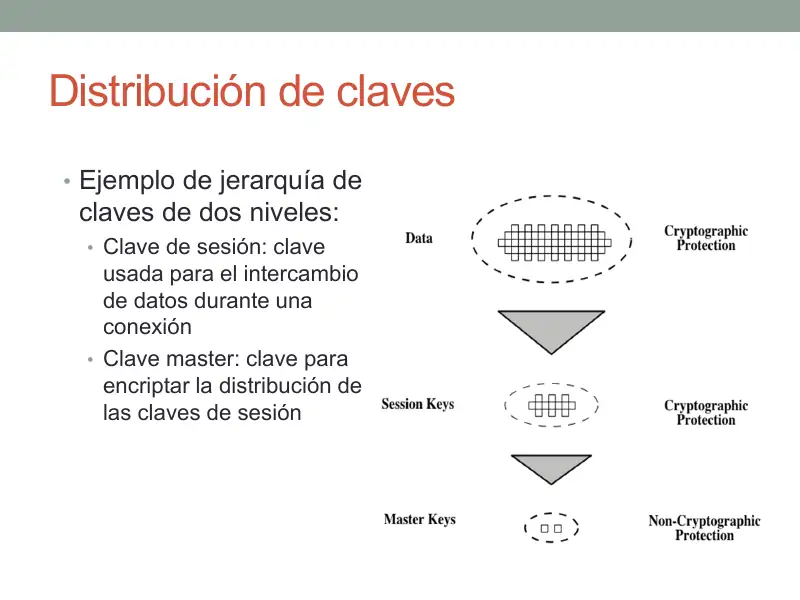 Distribución de claves
• Ejemplo de jerarquía de
claves de dos niveles:
• Clave de sesión: clave
usada para el intercambio
de datos durante una
conexión
• Clave master: clave para
encriptar la distribución de
las claves de sesión
Data
Cryptographic
Protection
Session Keys
Cryptographic
Protection
Master Keys
Non-Cryptographic
Protection